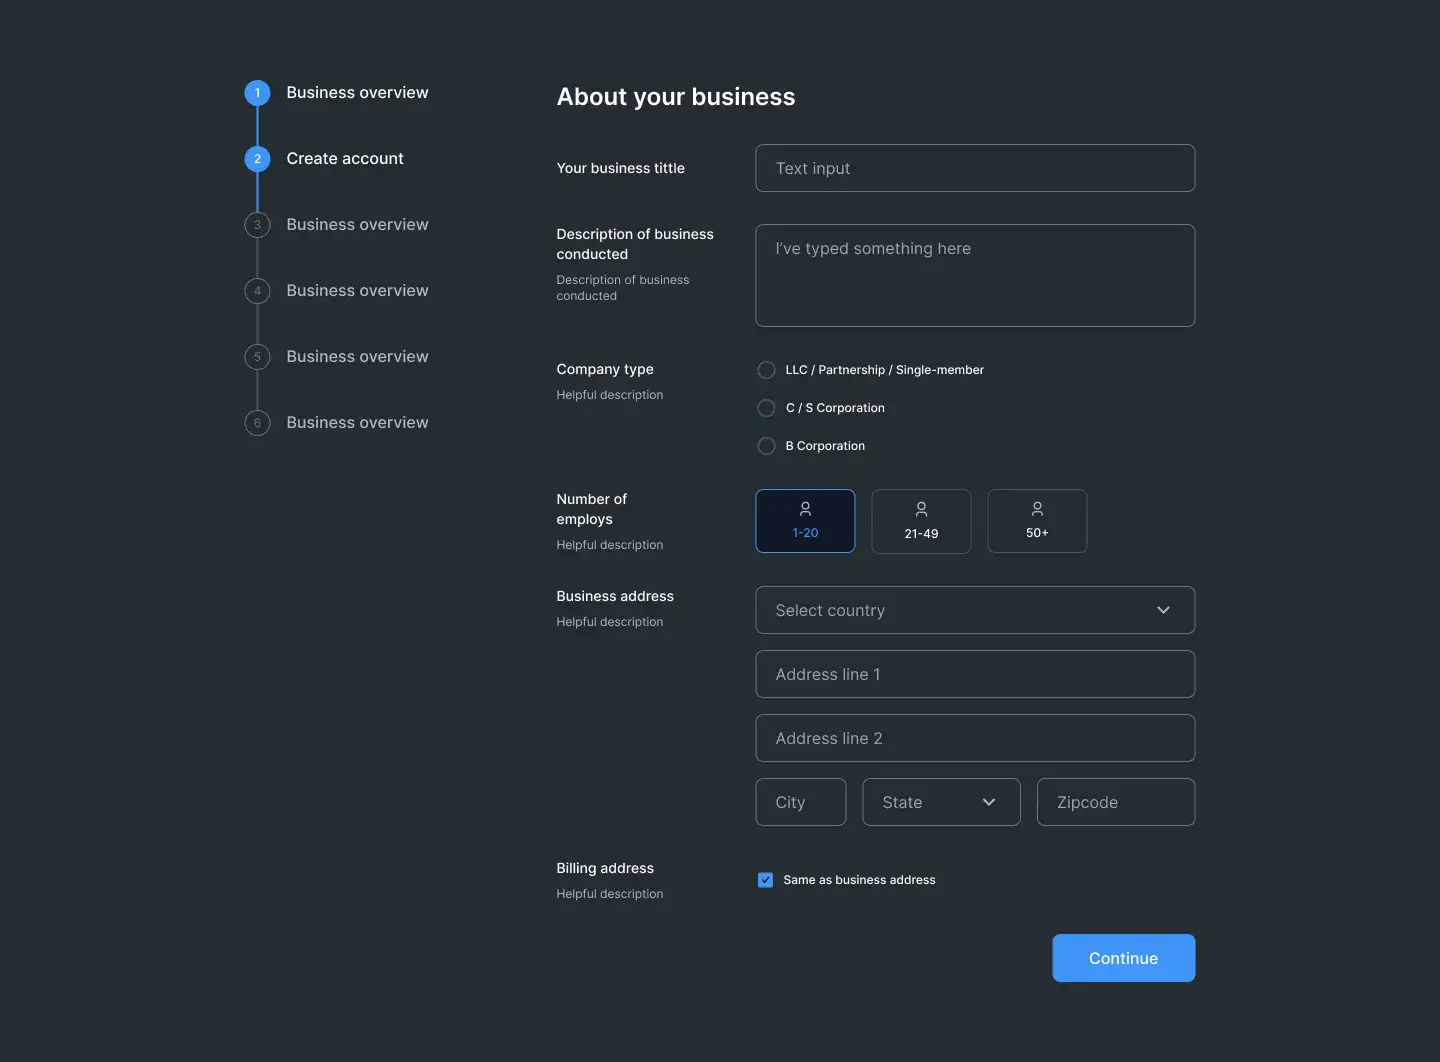 1 Business overview
2 Create account
3 Business overview
4 Business overview
5 Business overview
6 Business overview
About your business
Your business tittle
Text input
Description of business
conducted
Description of business
conducted
I've typed something here
Company type
Helpful description
LLC / Partnership / Single-member
C / S Corporation
B Corporation
Number of
employs
Helpful description
1-20
21-49
50+
Business address
Helpful description
Select country
Address line 1
Address line 2
City
State
Zipcode
Billing address
Helpful description
Same as business address
Continue